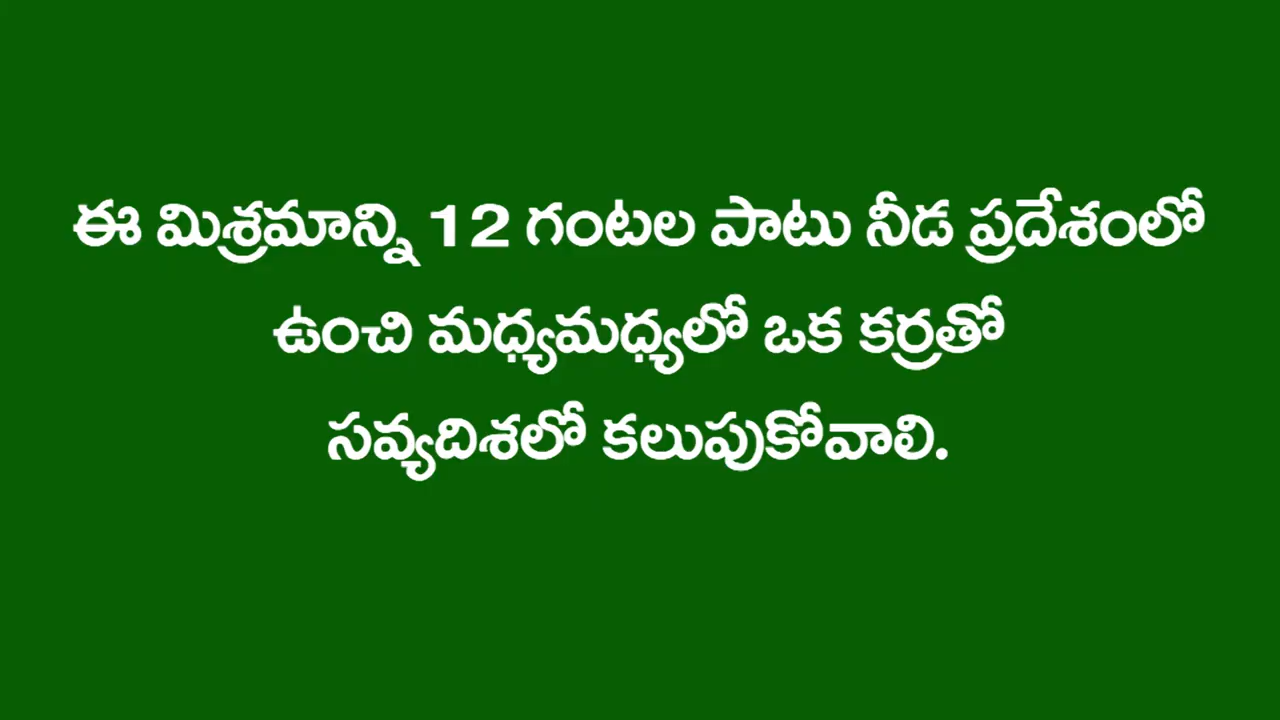 ఈ మిశ్రమాన్ని 12 గంటల పాటు నీడ ప్రదేశంలో
ఉంచి మధ్యమధ్యలో ఒక కర్రతో
సవ్యదిశలో కలుపుకోవాలి.